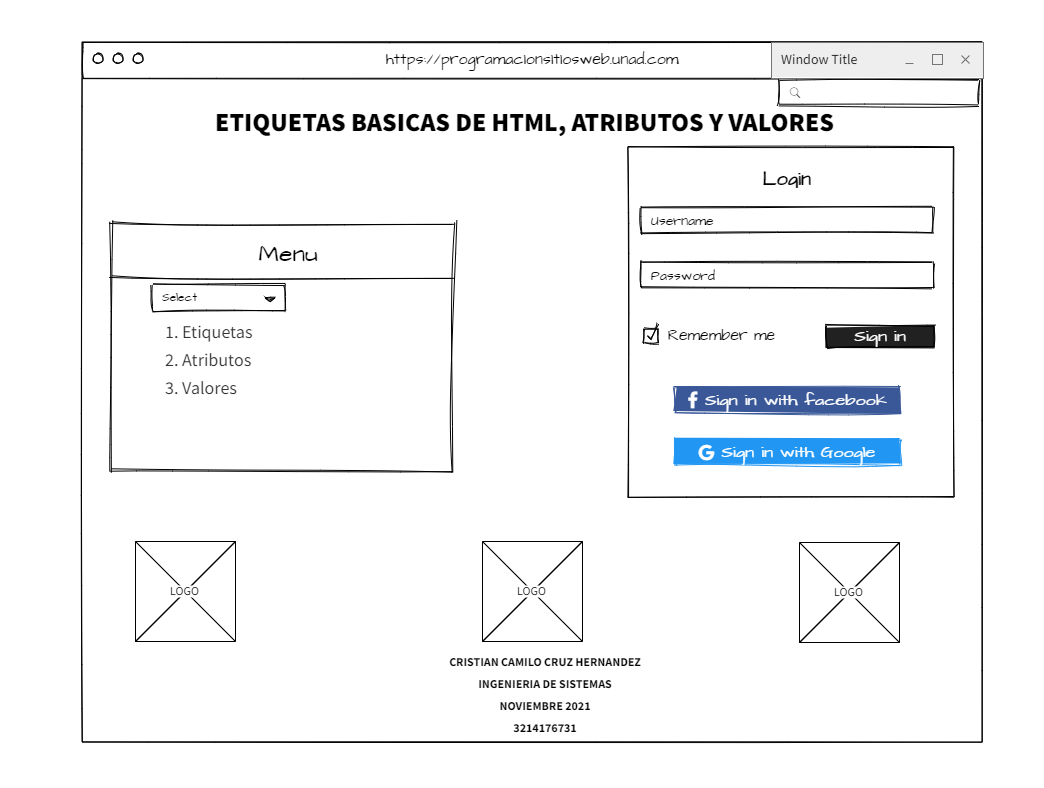 https://programacionsitiosweb.unad.com
Window Title
ETIQUETAS BASICAS DE HTML, ATRIBUTOS Y VALORES
Login
Username
Password
Remember me
Sign in
Sign in with facebook
Sign in with Google
Menu
Select
1. Etiquetas
2. Atributos
3. Valores
LOGO
LOGO
LOGO
CRISTIAN CAMILO CRUZ HERNANDEZ
INGENIERIA DE SISTEMAS
NOVIEMBRE 2021
3214176731